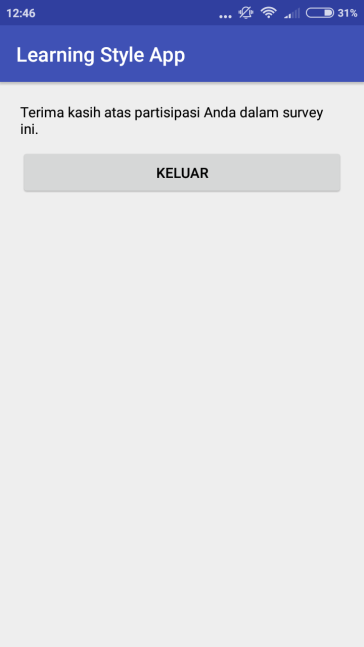 12:46
31%
Learning Style App
Terima kasih atas partisipasi Anda dalam survey
ini.
KELUAR